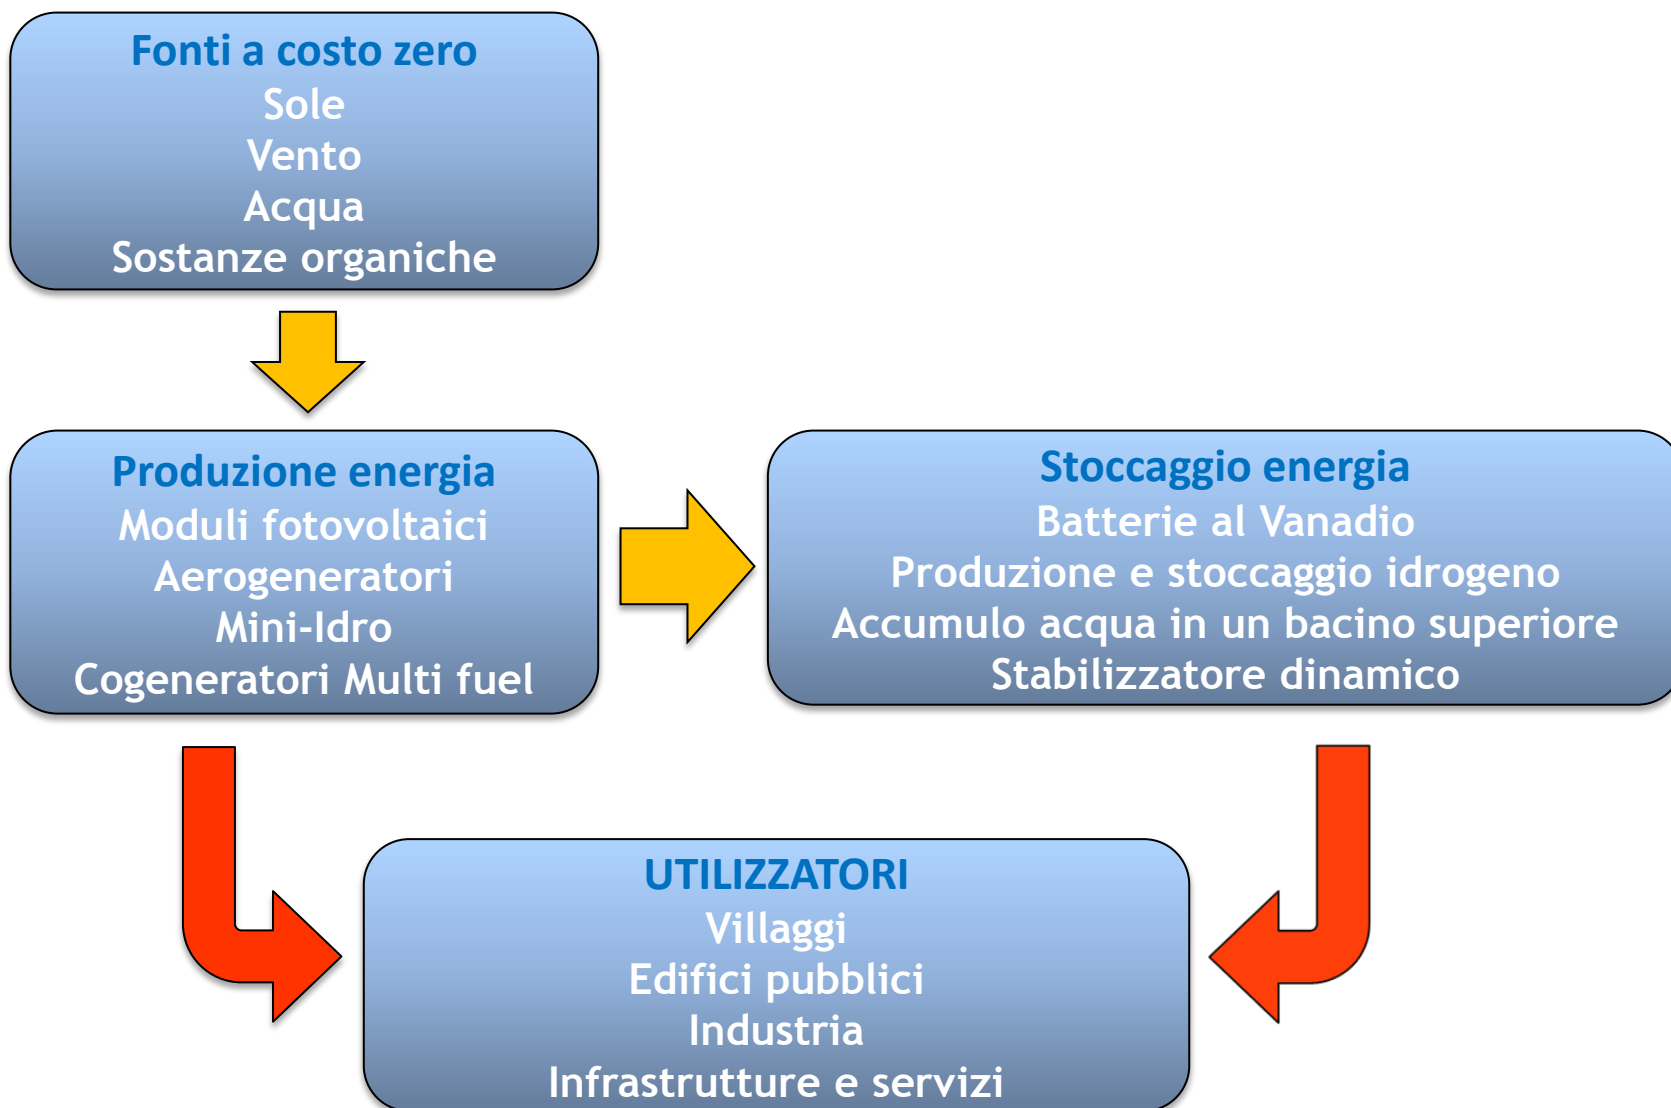 Fonti a costo zero
Sole
Vento
Acqua
Sostanze organiche
Produzione energia
Moduli fotovoltaici
Aerogeneratori
Mini-Idro
Cogeneratori Multi fuel
Stoccaggio energia
Batterie al Vanadio
Produzione e stoccaggio idrogeno
Accumulo acqua in un bacino superiore
Stabilizzatore dinamico
UTILIZZATORI
Villaggi
Edifici pubblici
Industria
Infrastrutture e servizi